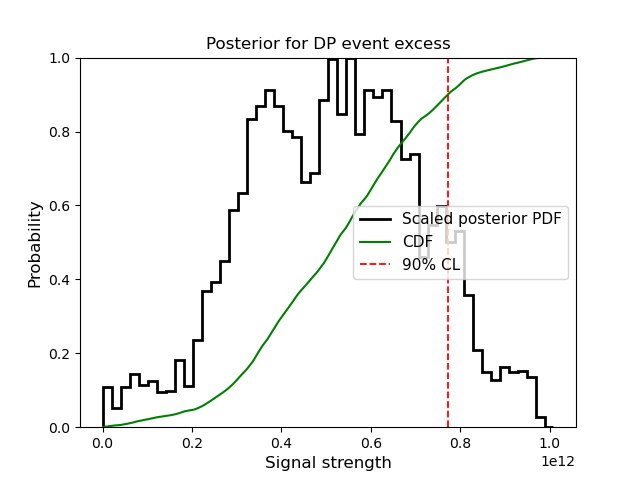 Posterior for DP event excess
Probability
1.0
0.8
0.6
0.4
0.2
0.0
Scaled posterior PDF
CDF
90% CL
0.0 0.2 0.4 0.6 0.8 1.0
1e12
Signal strength